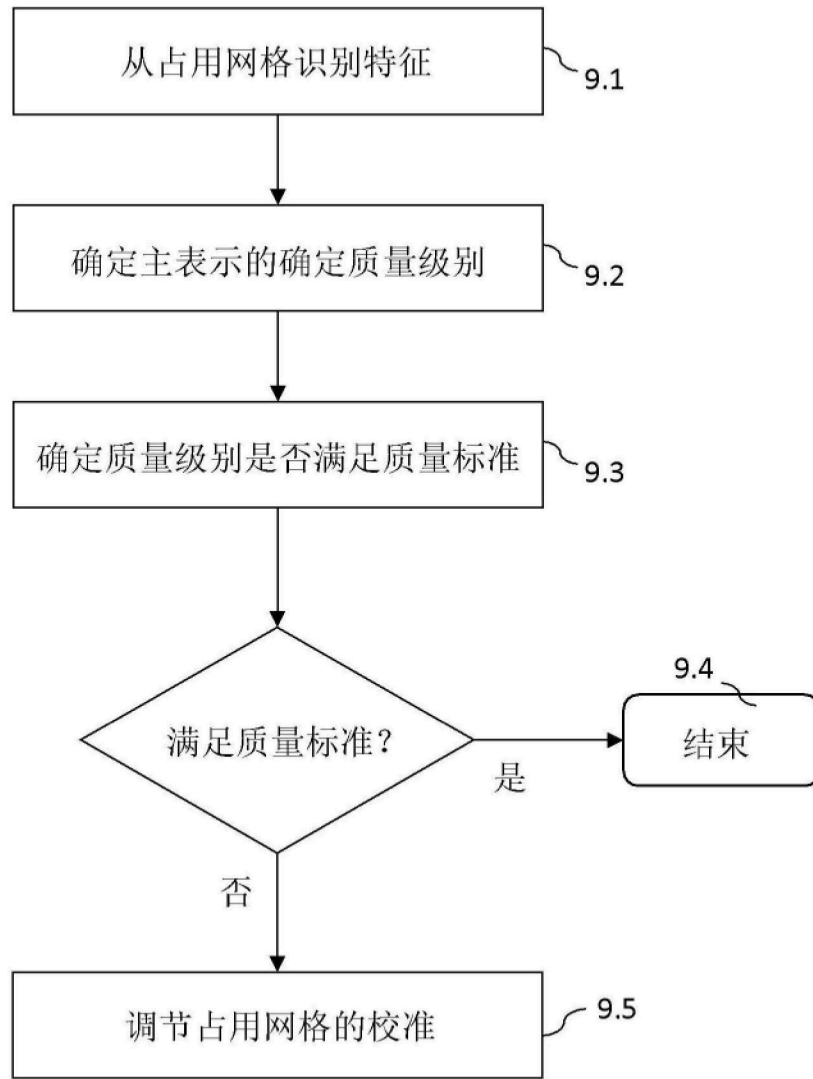 从占用网格识别特征
9.1
确定主表示的确定质量级别
9.2
确定质量级别是否满足质量标准
9.3
满足质量标准？
是
9.4
结束
否
调节占用网格的校准
9.5